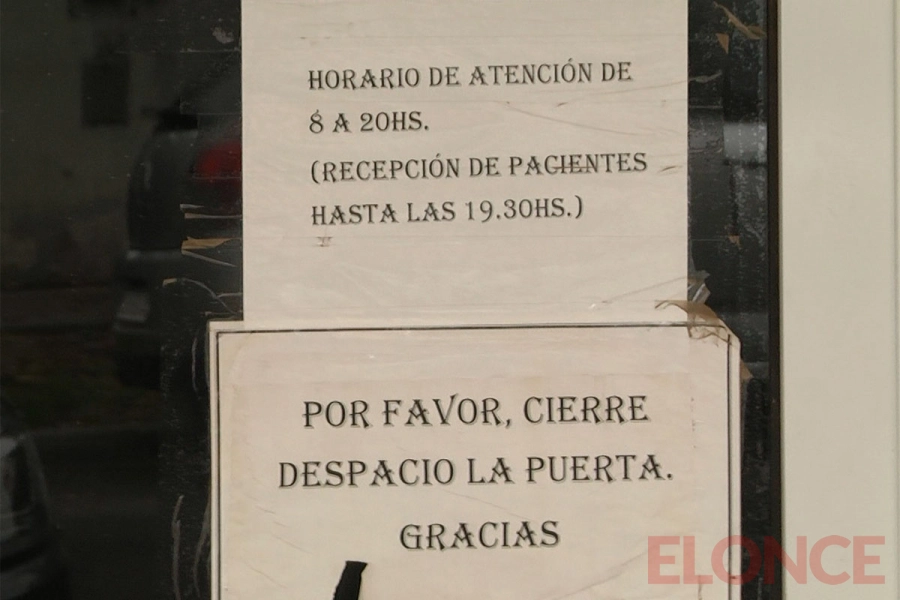 HORARIO DE ATENCIÓN DE
8 A 20HS.
(RECEPCIÓN DE PACIENTES
HASTA LAS 19.30HS.)
POR FAVOR, CIERRE
DESPACIO LA PUERTA.
GRACIAS
ELONCE